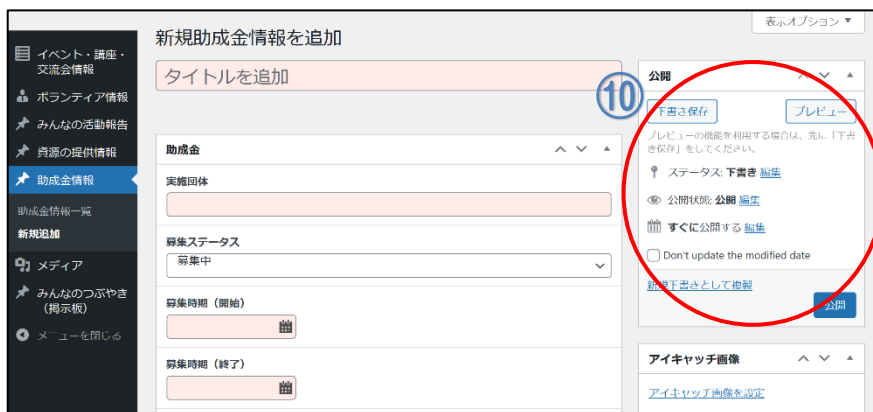 表示オプション ▼
イベント・講座・
交流会情報
ボランティア情報
みんなの活動報告
資源の提供情報
助成金情報
助成金情報一覧
新規追加
メディア
みんなのつぶやき
(掲示板)
メニューを閉じる
新規助成金情報を追加
タイトルを追加
助成金
実施団体
募集ステータス
募集中
募集時期（開始）
募集時期（終了）
⑩
公開
下書き保存
プレビュー
プレビューの機能を利用する場合は、先に「下書
き保存」をしてください。
ステータス: 下書き 編集
公開状態: 公開 編集
すぐに公開する 編集
Don't update the modified date
新規下書きとして複製
公開
アイキャッチ画像
アイキャッチ画像を設定